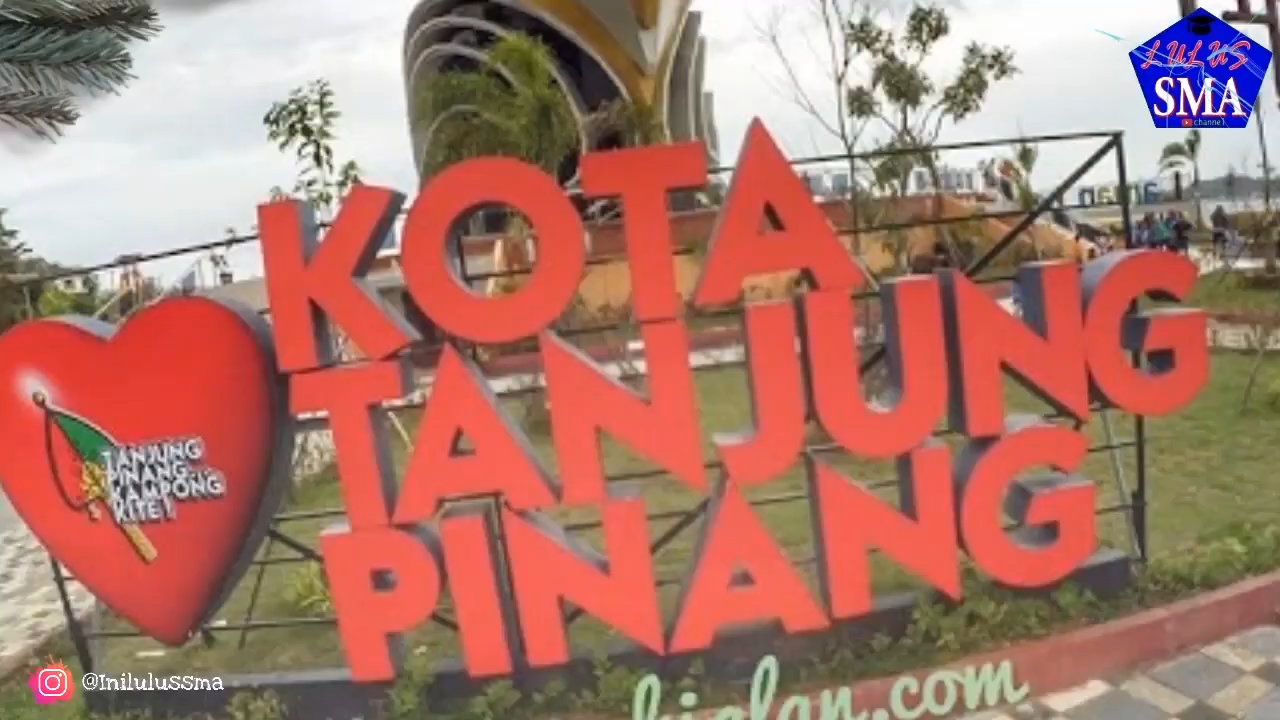 LULUS
SMA
channel
KOTA
TANJUNG
PINANG
TANJUNG
PINANG
KAMPONG
KITE!
@InilulusSma